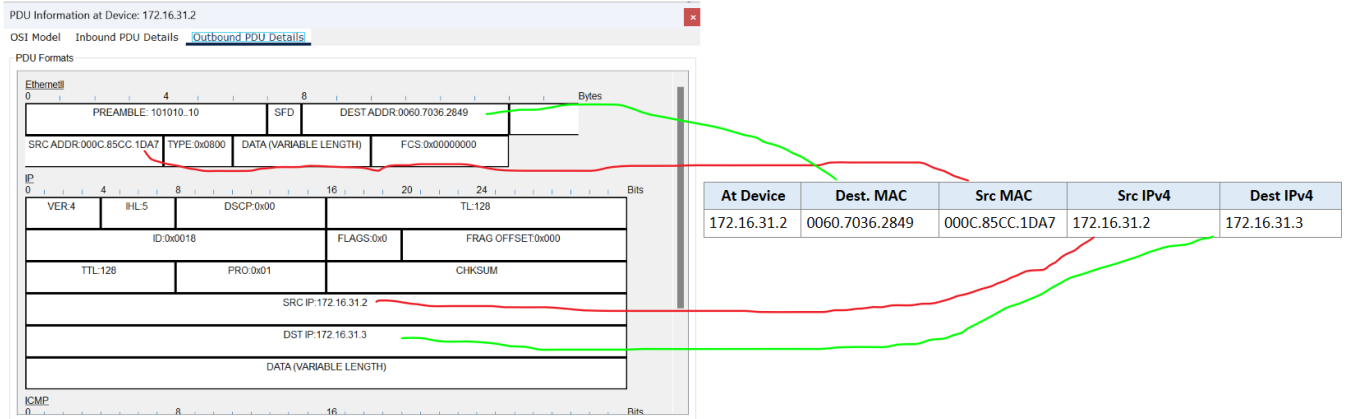 PDU Information at Device: 172.16.31.2
×
OSI Model Inbound PDU Details Outbound PDU Details
PDU Formats
EthernetII
0 4 8 Bytes
PREAMBLE: 101010..10 SFD DEST ADDR:0060.7036.2849
SRC ADDR:000C.85CC.1DA7 TYPE:0x0800 DATA (VARIABLE LENGTH) FCS:0x00000000
IP
0 4 8 16 20 24 Bits
VER:4 IHL:5 DSCP:0x00 TL:128
ID:0x0018 FLAGS:0x0 FRAG OFFSET:0x000
TTL:128 PRO:0x01 CHKSUM
SRC IP:172.16.31.2
DST IP:172.16.31.3
DATA (VARIABLE LENGTH)
ICMP
0 8 16 Bits
At Device Dest. MAC Src MAC Src IPv4 Dest IPv4
172.16.31.2 0060.7036.2849 000C.85CC.1DA7 172.16.31.2 172.16.31.3